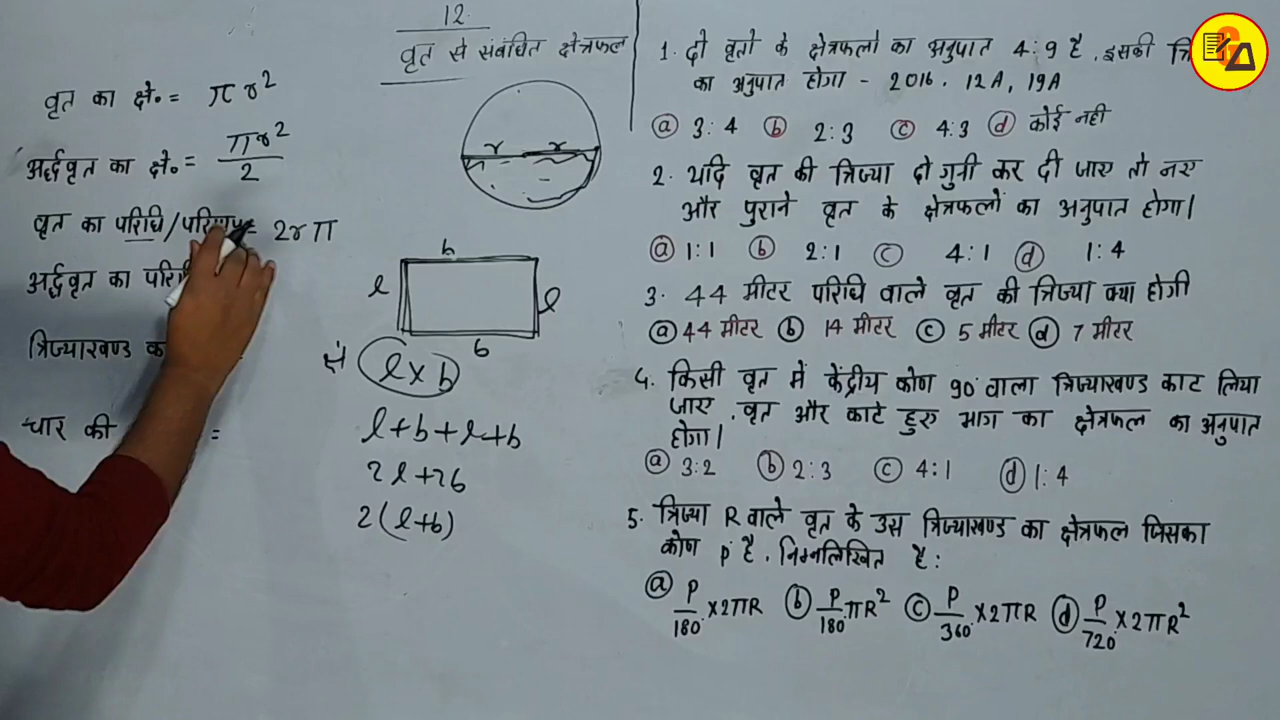 12.
वृत से संबंधित क्षेत्रफल
वृत का क्षे॰ = πr²
अर्द्धवृत का क्षे॰ = πr²/2
वृत का परिधि/परिमाप = 2rπ
अर्द्धवृत का
त्रिज्याखण्ड
चार की =
r r
b
l l
b
l×b
l+b+l+b
2l+2b
2(l+b)
1. दो वृतो के क्षेत्रफलो का अनुपात 4:9 है, इसकी
का अनुपात होगा - 2016, 12A, 19A
ⓐ 3:4 ⓑ 2:3 ⓒ 4:3 ⓓ कोई नही
2. यदि वृत की त्रिज्या दो गुनी कर दी जाए तो नए
और पुराने वृत के क्षेत्रफलों का अनुपात होगा।
ⓐ 1:1 ⓑ 2:1 ⓒ 4:1 ⓓ 1:4
3. 44 मीटर परिधि वाले वृत की त्रिज्या क्या होगी
ⓐ 44 मीटर ⓑ 14 मीटर ⓒ 5 मीटर ⓓ 7 मीटर
4. किसी वृत में केंद्रीय कोण 90° वाला त्रिज्याखण्ड काट लिया
जाए, वृत और काटे हुए भाग का क्षेत्रफल का अनुपात
होगा।
ⓐ 3:2 ⓑ 2:3 ⓒ 4:1 ⓓ 1:4
5. त्रिज्या R वाले वृत के उस त्रिज्याखण्ड का क्षेत्रफल जिसका
कोण p° है, निम्नलिखित है:
ⓐ P/180° ×2πR ⓑ P/180° πR² ⓒ P/360° ×2πR ⓓ P/720° ×2πR²